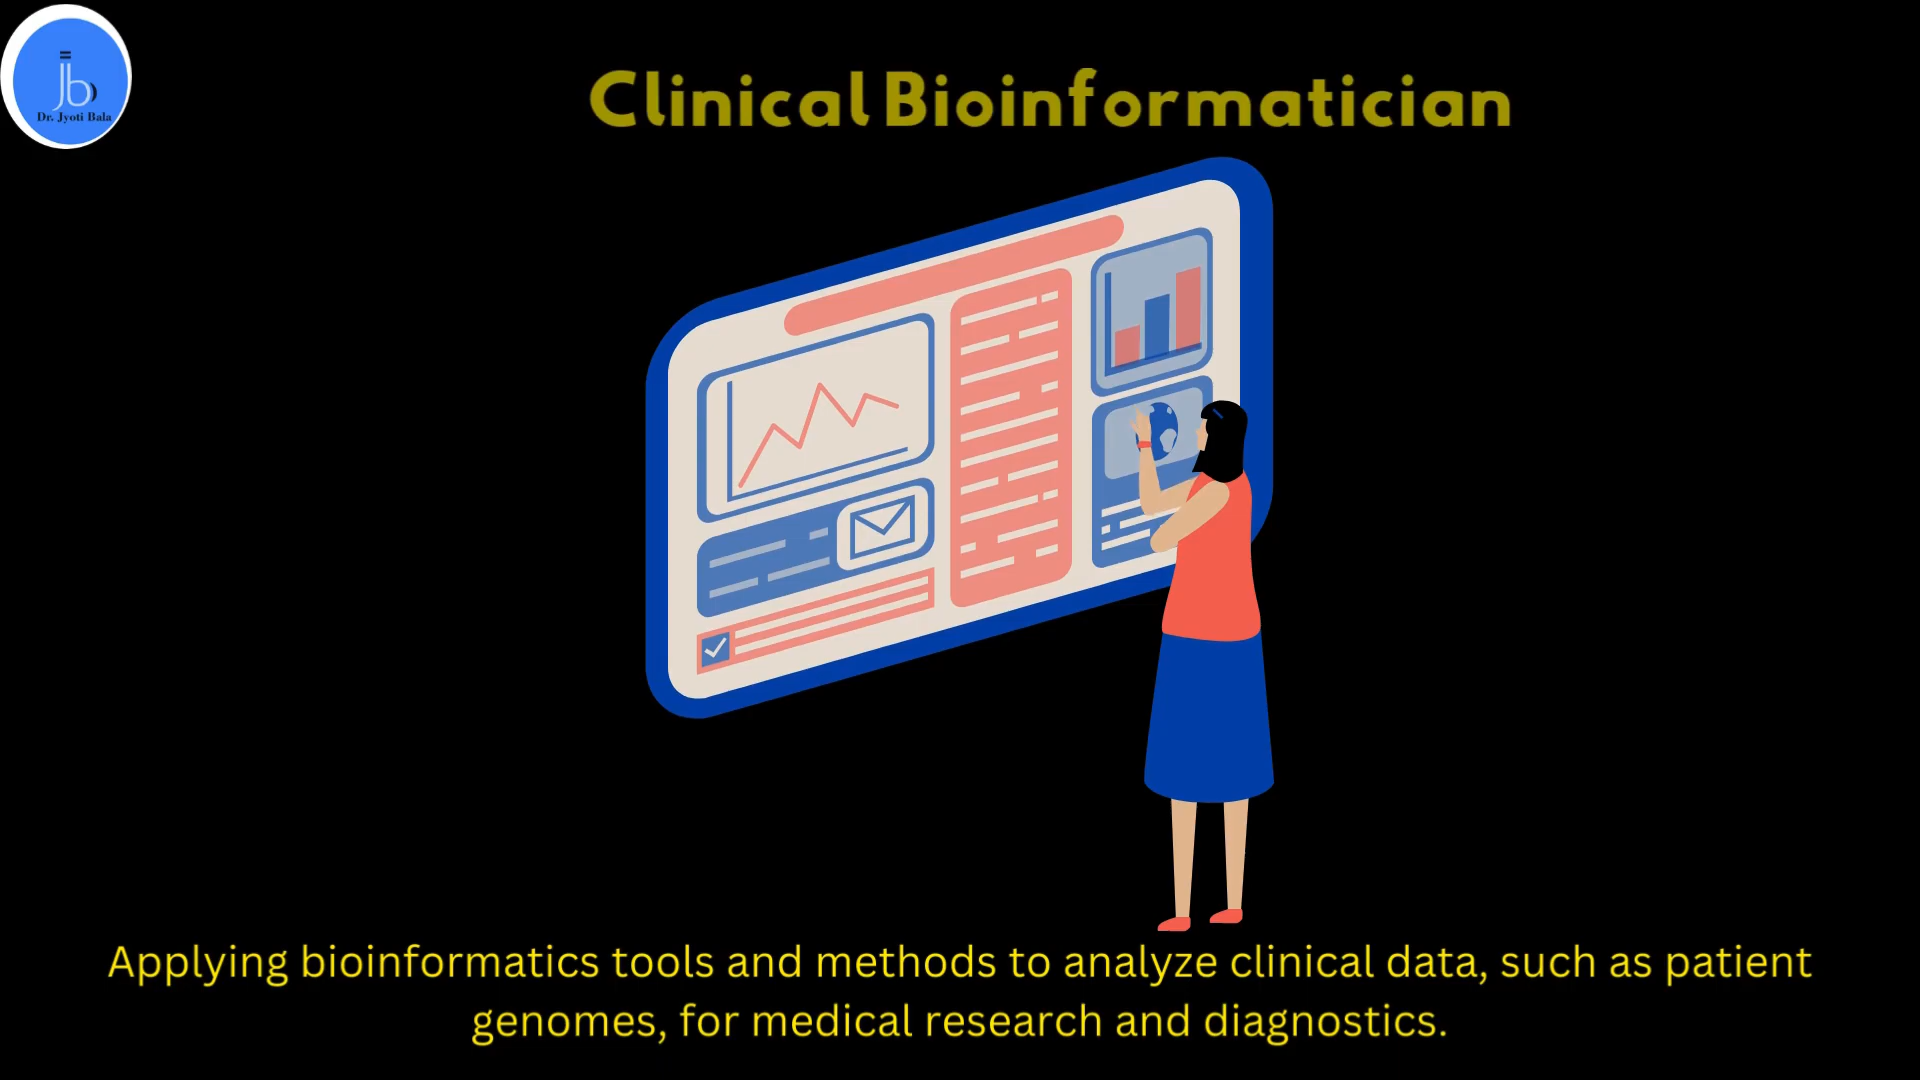 Jb
Dr. Jyoti Bala
Clinical Bioinformatician
Applying bioinformatics tools and methods to analyze clinical data, such as patient
genomes, for medical research and diagnostics.